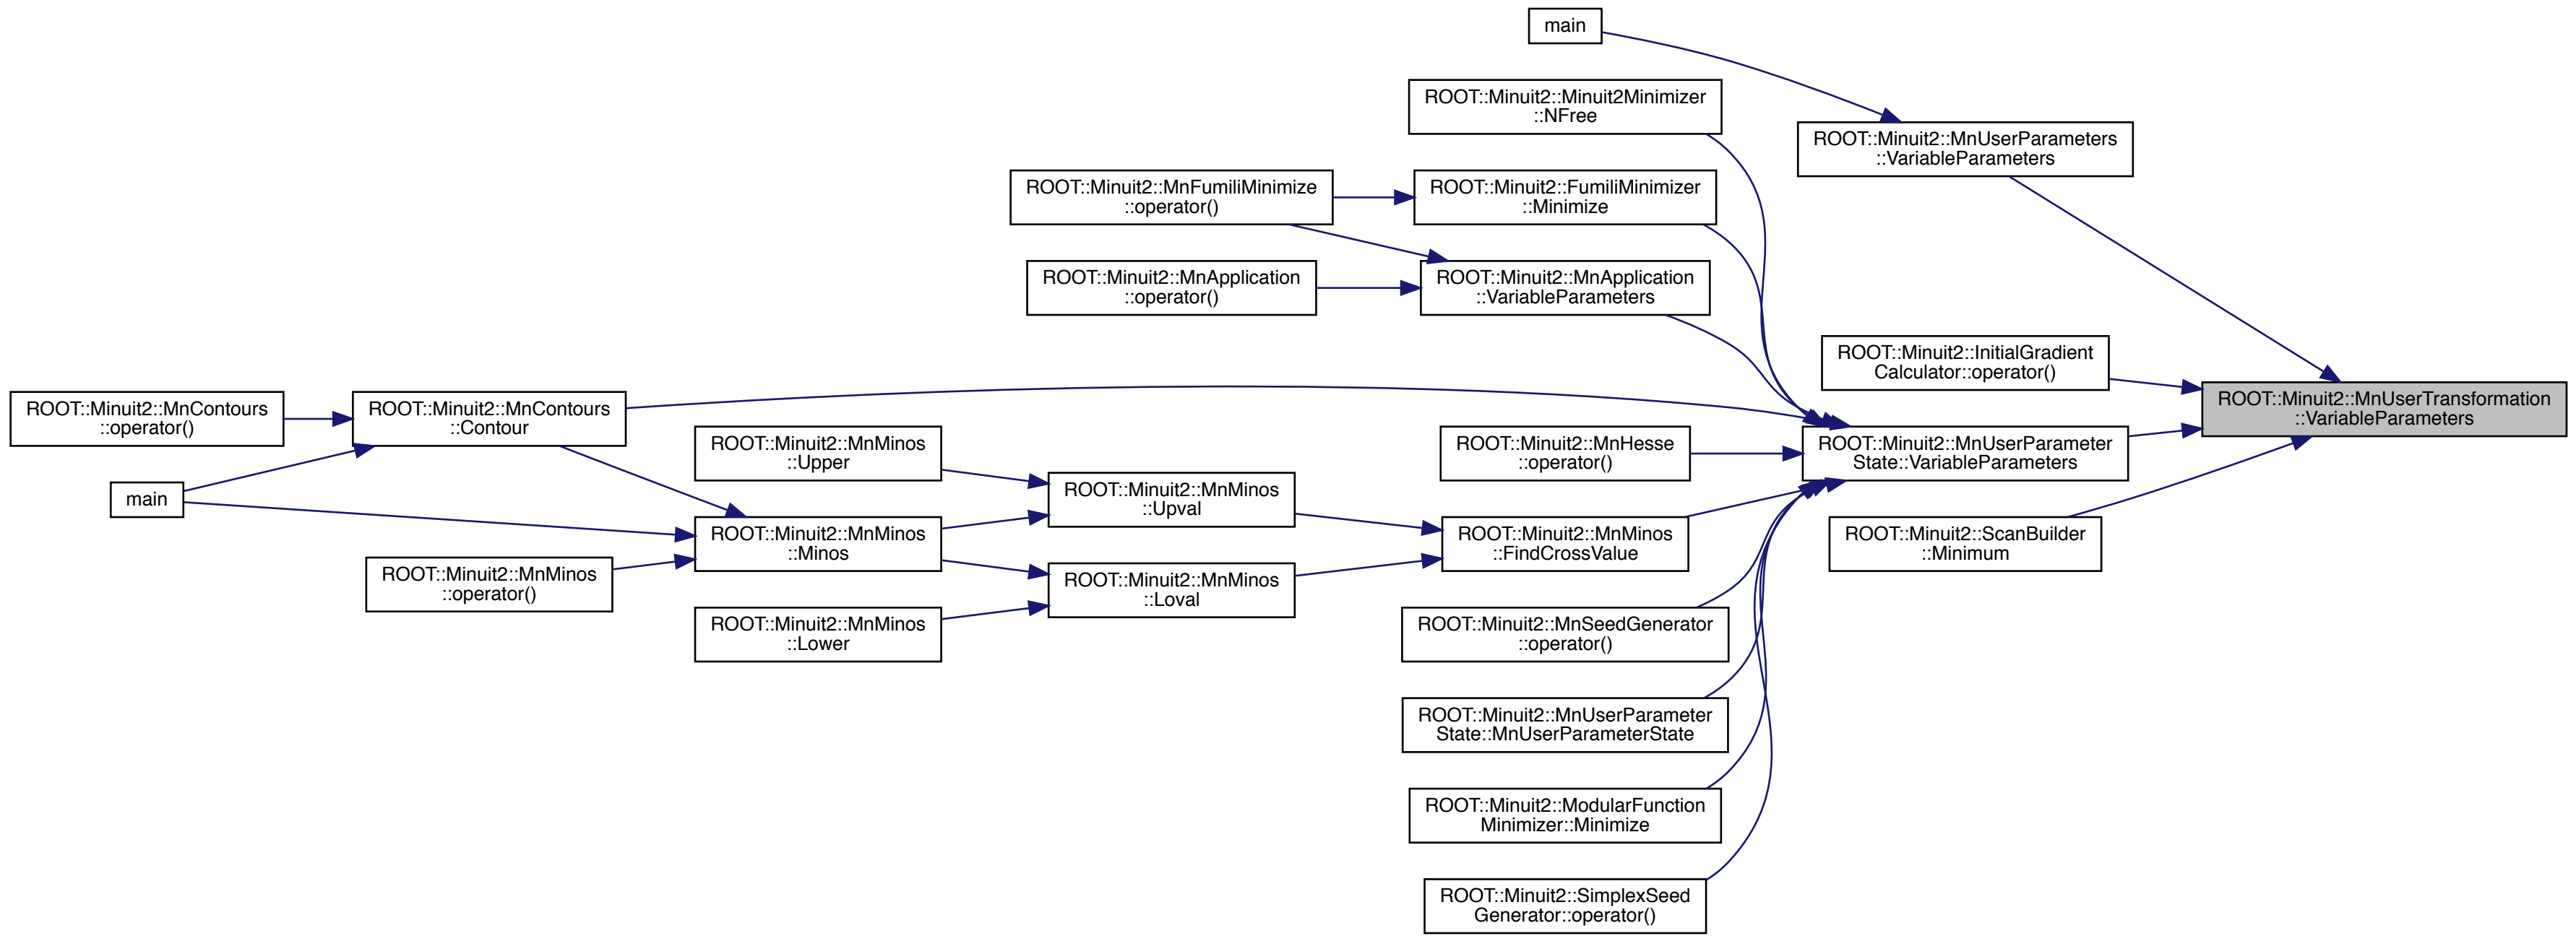 main
ROOT::Minuit2::Minuit2Minimizer
::NFree
ROOT::Minuit2::MnUserParameters
::VariableParameters
ROOT::Minuit2::MnFumiliMinimize
::operator()
ROOT::Minuit2::FumiliMinimizer
::Minimize
ROOT::Minuit2::MnApplication
::operator()
ROOT::Minuit2::MnApplication
::VariableParameters
ROOT::Minuit2::InitialGradient
Calculator::operator()
ROOT::Minuit2::MnUserTransformation
::VariableParameters
ROOT::Minuit2::MnContours
::operator()
ROOT::Minuit2::MnContours
::Contour
ROOT::Minuit2::MnMinos
::Upper
ROOT::Minuit2::MnHesse
::operator()
ROOT::Minuit2::MnUserParameter
State::VariableParameters
main
ROOT::Minuit2::MnMinos
::Upval
ROOT::Minuit2::MnMinos
::Minos
ROOT::Minuit2::MnMinos
::FindCrossValue
ROOT::Minuit2::ScanBuilder
::Minimum
ROOT::Minuit2::MnMinos
::operator()
ROOT::Minuit2::MnMinos
::Loval
ROOT::Minuit2::MnMinos
::Lower
ROOT::Minuit2::MnSeedGenerator
::operator()
ROOT::Minuit2::MnUserParameter
State::MnUserParameterState
ROOT::Minuit2::ModularFunction
Minimizer::Minimize
ROOT::Minuit2::SimplexSeed
Generator::operator()